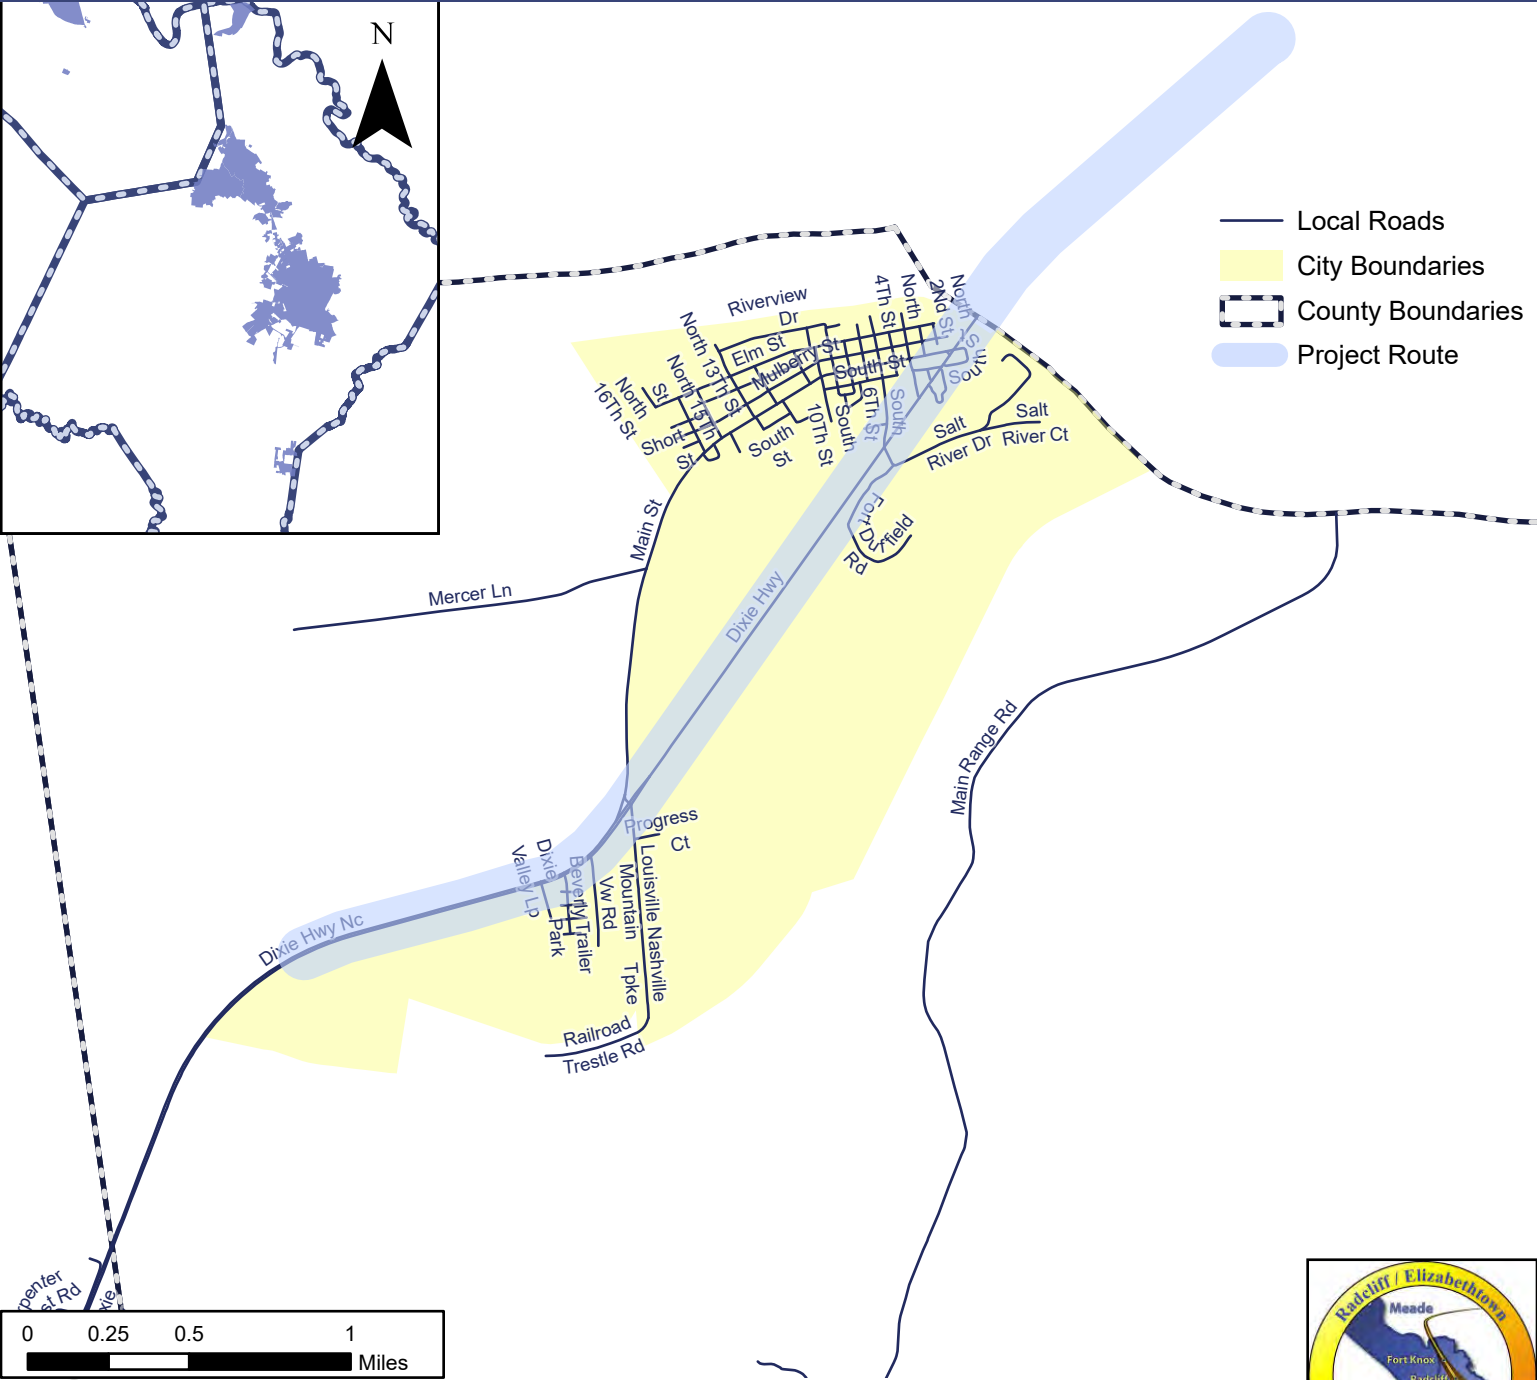 N
Local Roads
City Boundaries
County Boundaries
Project Route
Riverview
Dr
4Th St
North
2Nd St
North
Elm St
Mulberry St
South St
North 13Th St
North 15Th
St
North
16Th St
Short
St
South
St
10Th St
South
6Th St
South
Salt
River Dr
Salt
River Ct
Fort Duffield
Rd
Main St
Mercer Ln
Dixie Hwy
Main Range Rd
Progress
Ct
Dixie
Valley Lp
Beverly Trailer
Park
Vw Rd
Mountain
Louisville Nashville
Tpke
Dixie Hwy Nc
Railroad
Trestle Rd
0 0.25 0.5 1
Miles
Radcliff / Elizabethtown
Meade
Fort Knox
Radcliff